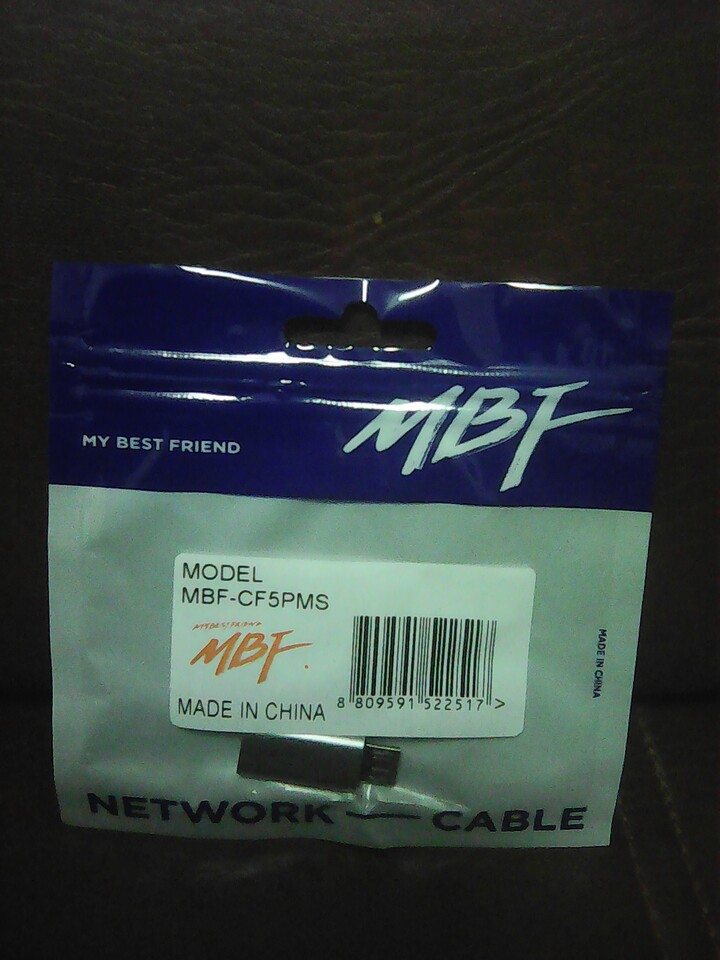 MY BEST FRIEND
MBF
MODEL
MBF-CF5PMS
MY BEST FRIEND
MBF.
MADE IN CHINA
8 809591 522517 >
MADE IN CHINA
NETWORK — CABLE